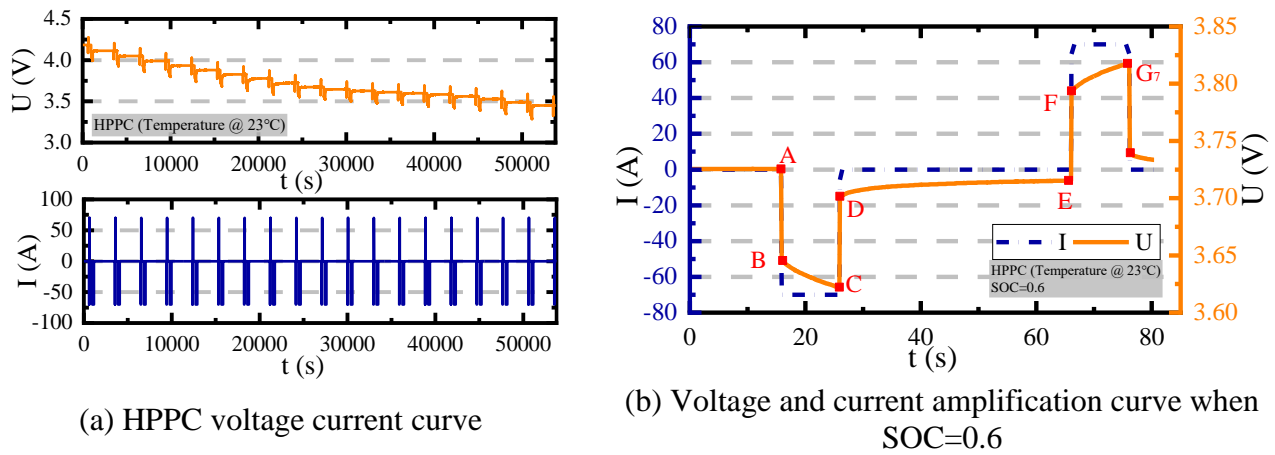 4.5
4.0
3.5
3.0
U (V)
HPPC (Temperature @ 23℃)
0 10000 20000 30000 40000 50000
t (s)
100
50
0
-50
-100
I (A)
0 10000 20000 30000 40000 50000
t (s)
(a) HPPC voltage current curve
80
60
40
20
0
-20
-40
-60
-80
I (A)
3.85
3.80
3.75
3.70
3.65
3.60
U (V)
A
B
C
D
E
F
G7
I U
HPPC (Temperature @ 23℃)
SOC=0.6
0 20 40 60 80
t (s)
(b) Voltage and current amplification curve when
SOC=0.6